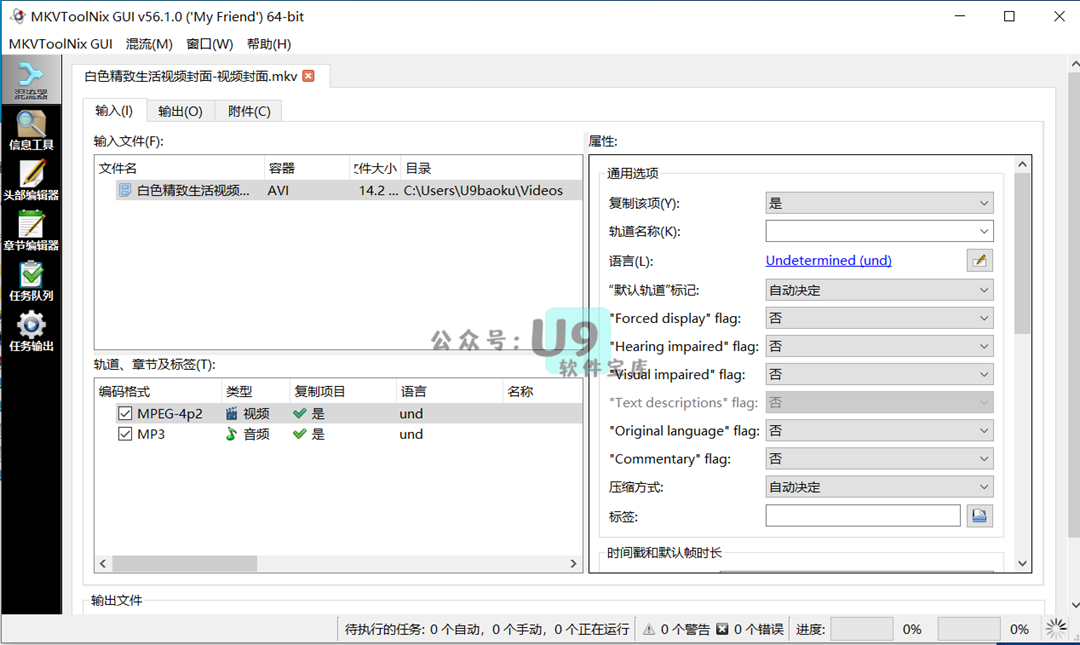 MKVToolNix GUI v56.1.0 ('My Friend') 64-bit
MKVToolNix GUI 混流(M) 窗口(W) 帮助(H)
混流器
信息工具
头部编辑器
章节编辑器
任务队列
任务输出
白色精致生活视频封面-视频封面.mkv
输入(I) 输出(O) 附件(C)
输入文件(F):
文件名 容器 文件大小 目录
白色精致生活视频... AVI 14.2 ... C:\Users\U9baoku\Videos
轨道、章节及标签(T):
编码格式 类型 复制项目 语言 名称
MPEG-4p2 视频 是 und
MP3 音频 是 und
属性:
通用选项
复制该项(Y): 是
轨道名称(K):
语言(L): Undetermined (und)
“默认轨道”标记: 自动决定
"Forced display" flag: 否
"Hearing impaired" flag: 否
"Visual impaired" flag: 否
"Text descriptions" flag: 否
"Original language" flag: 否
"Commentary" flag: 否
压缩方式: 自动决定
标签:
时间戳和默认帧时长
公众号: U9
软件宝库
输出文件
待执行的任务: 0 个自动, 0 个手动, 0 个正在运行 0 个警告 0 个错误 进度: 0% 0%